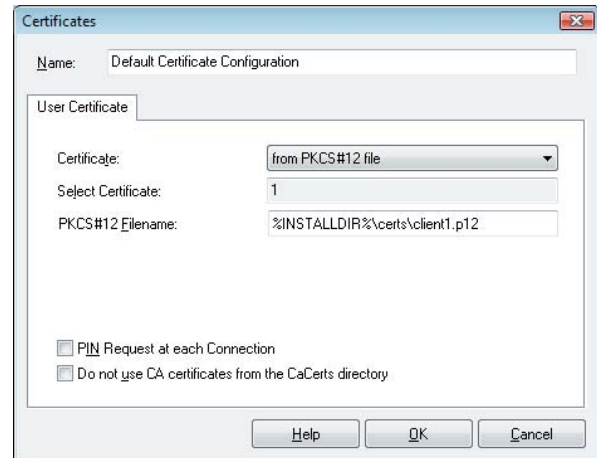 Certificates
Name: Default Certificate Configuration
User Certificate
Certificate: from PKCS#12 file
Select Certificate: 1
PKCS#12 Filename: %INSTALLDIR%\certs\client1.p12
PIN Request at each Connection
Do not use CA certificates from the CaCerts directory
Help OK Cancel